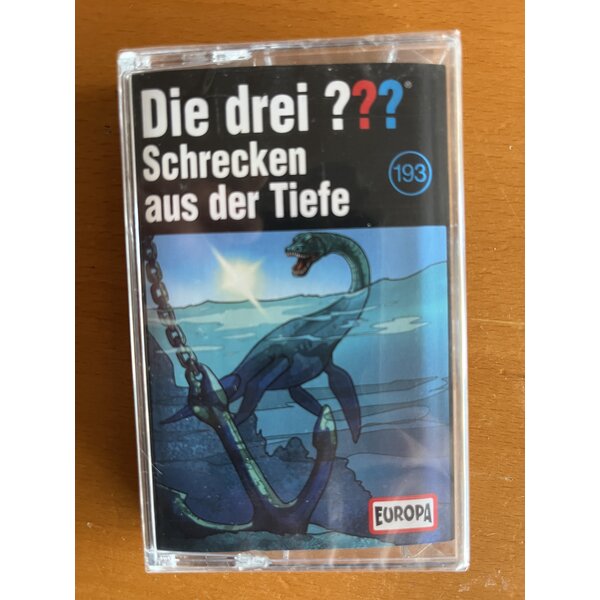 Die drei ???®
Schrecken
aus der Tiefe
193
EUROPA